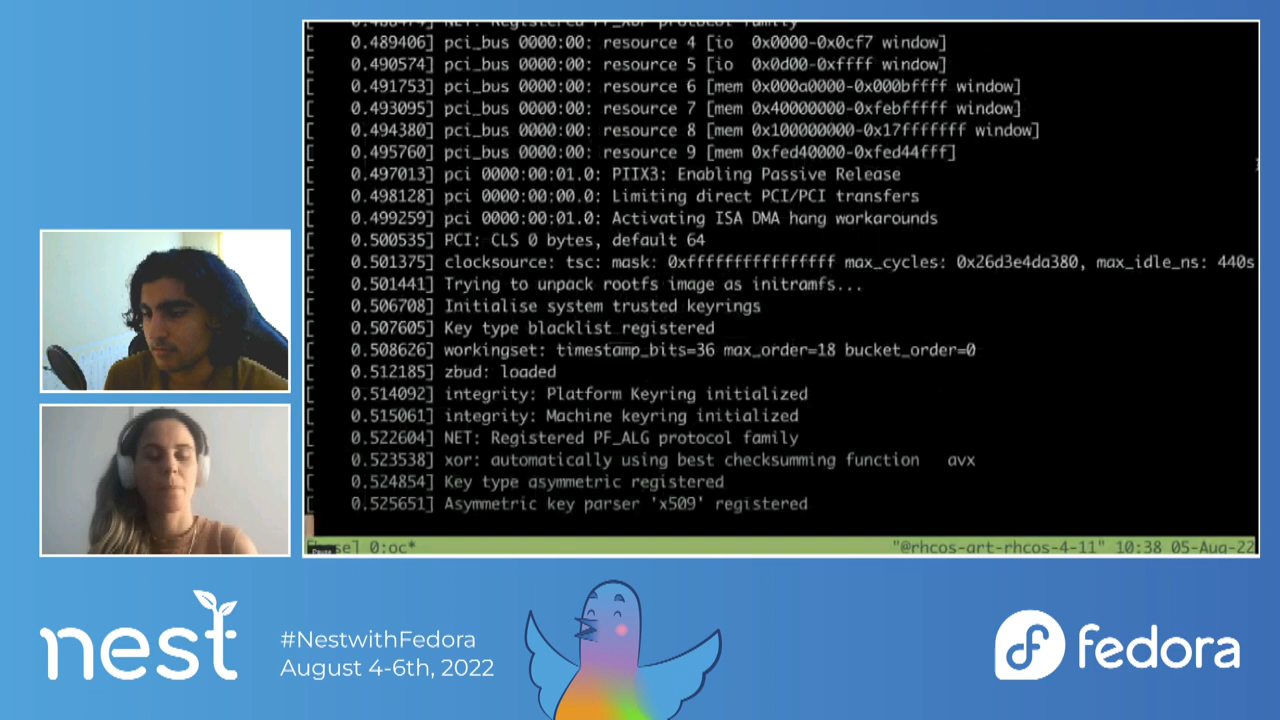 0.488474] NET: Registered PF_XDP protocol family
[    0.489406] pci_bus 0000:00: resource 4 [io  0x0000-0x0cf7 window]
[    0.490574] pci_bus 0000:00: resource 5 [io  0x0d00-0xffff window]
[    0.491753] pci_bus 0000:00: resource 6 [mem 0x000a0000-0x000bffff window]
[    0.493095] pci_bus 0000:00: resource 7 [mem 0x40000000-0xfebfffff window]
[    0.494380] pci_bus 0000:00: resource 8 [mem 0x100000000-0x17fffffff window]
[    0.495760] pci_bus 0000:00: resource 9 [mem 0xfed40000-0xfed44fff]
[    0.497013] pci 0000:00:01.0: PIIX3: Enabling Passive Release
[    0.498128] pci 0000:00:00.0: Limiting direct PCI/PCI transfers
[    0.499259] pci 0000:00:01.0: Activating ISA DMA hang workarounds
[    0.500535] PCI: CLS 0 bytes, default 64
[    0.501375] clocksource: tsc: mask: 0xffffffffffffffff max_cycles: 0x26d3e4da380, max_idle_ns: 440s
[    0.501441] Trying to unpack rootfs image as initramfs...
[    0.506708] Initialise system trusted keyrings
[    0.507605] Key type blacklist registered
[    0.508626] workingset: timestamp_bits=36 max_order=18 bucket_order=0
[    0.512185] zbud: loaded
[    0.514092] integrity: Platform Keyring initialized
[    0.515061] integrity: Machine keyring initialized
[    0.522604] NET: Registered PF_ALG protocol family
[    0.523538] xor: automatically using best checksumming function   avx
[    0.524854] Key type asymmetric registered
[    0.525651] Asymmetric key parser 'x509' registered
0:oc* "@rhcos-art-rhcos-4-11" 10:38 05-Aug-22
Pause
nest
#NestwithFedora
August 4-6th, 2022
fedora